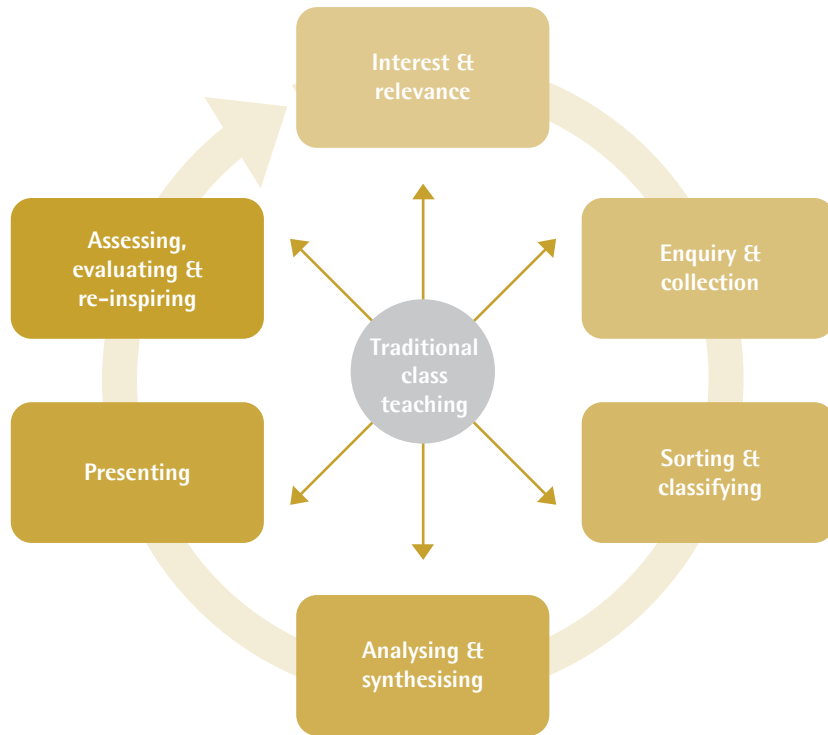 Interest &
relevance
Enquiry &
collection
Sorting &
classifying
Analysing &
synthesising
Presenting
Assessing,
evaluating &
re-inspiring
Traditional
class
teaching